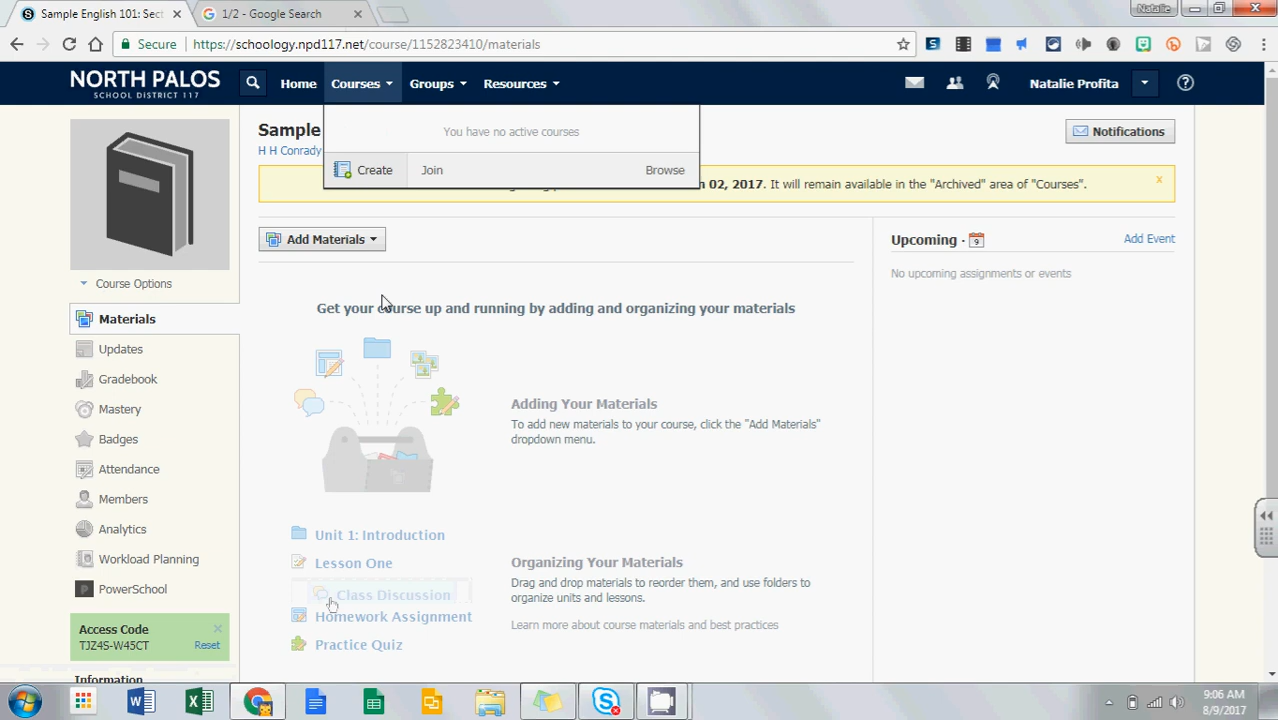 Sample English 101: Sect
1/2 - Google Search
Natalie
Secure
https://schoology.npd117.net/course/1153823410/materials
NORTH PALOS
SCHOOL DISTRICT 117
Home
Courses
Groups
Resources
Natalie Profita
You have no active courses
Create
Join
Browse
Sample
H H Conrady
Notifications
n 02, 2017. It will remain available in the "Archived" area of "Courses".
x
Add Materials
Upcoming · 9
Add Event
No upcoming assignments or events
Course Options
Materials
Updates
Gradebook
Mastery
Badges
Attendance
Members
Analytics
Workload Planning
PowerSchool
Access Code
TJZ4S-W45CT
Reset
Information
Get your course up and running by adding and organizing your materials
Adding Your Materials
To add new materials to your course, click the "Add Materials"
dropdown menu.
Unit 1: Introduction
Lesson One
Class Discussion
Homework Assignment
Practice Quiz
Organizing Your Materials
Drag and drop materials to reorder them, and use folders to
organize units and lessons.
Learn more about course materials and best practices
9:06 AM
8/9/2017